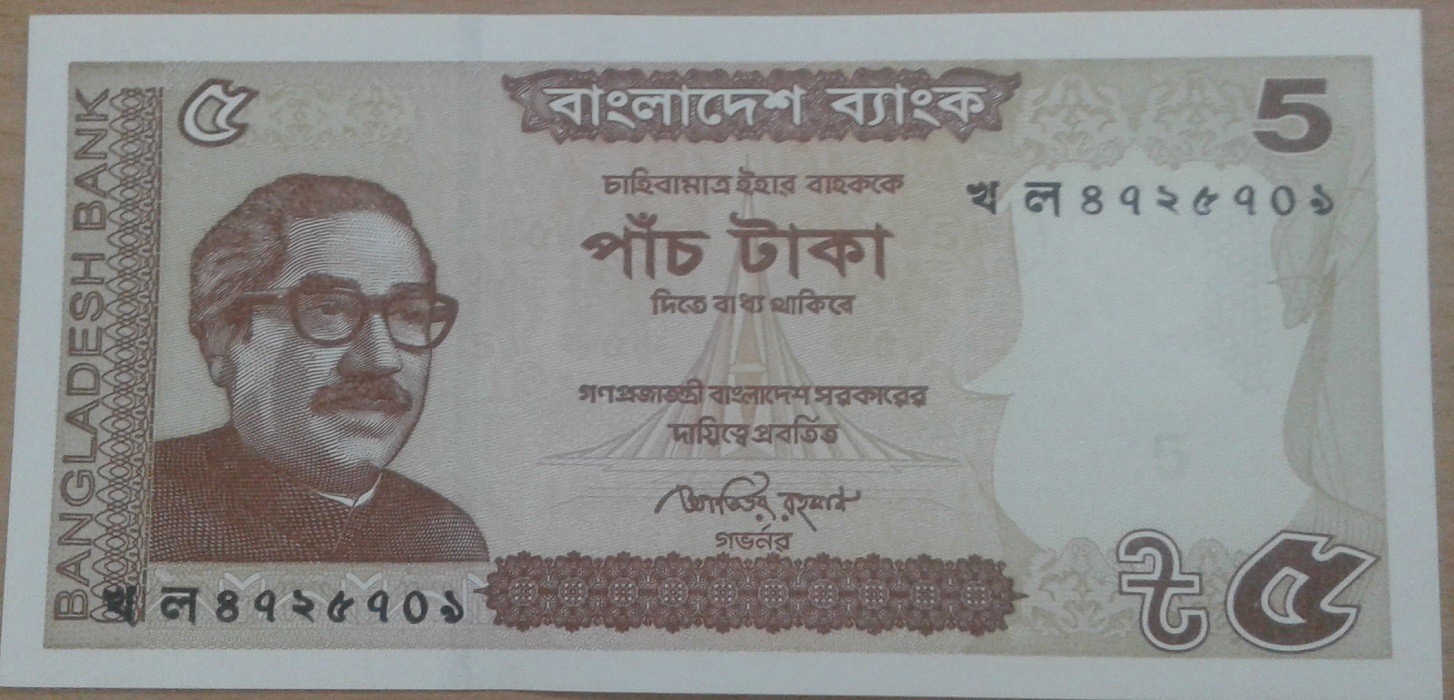 BANGLADESH BANK
৫
বাংলাদেশ ব্যাংক
5
চাহিবামাত্র ইহার বাহককে
খ ল ৪৭২৫৭০১
পাঁচ টাকা
দিতে বাধ্য থাকিবে
গণপ্রজাতন্ত্রী বাংলাদেশ সরকারের
দায়িত্বে প্রবর্তিত
5
আতিউর রহমান
গভর্নর
খ ল ৪৭২৫৭০১
৳ ৫